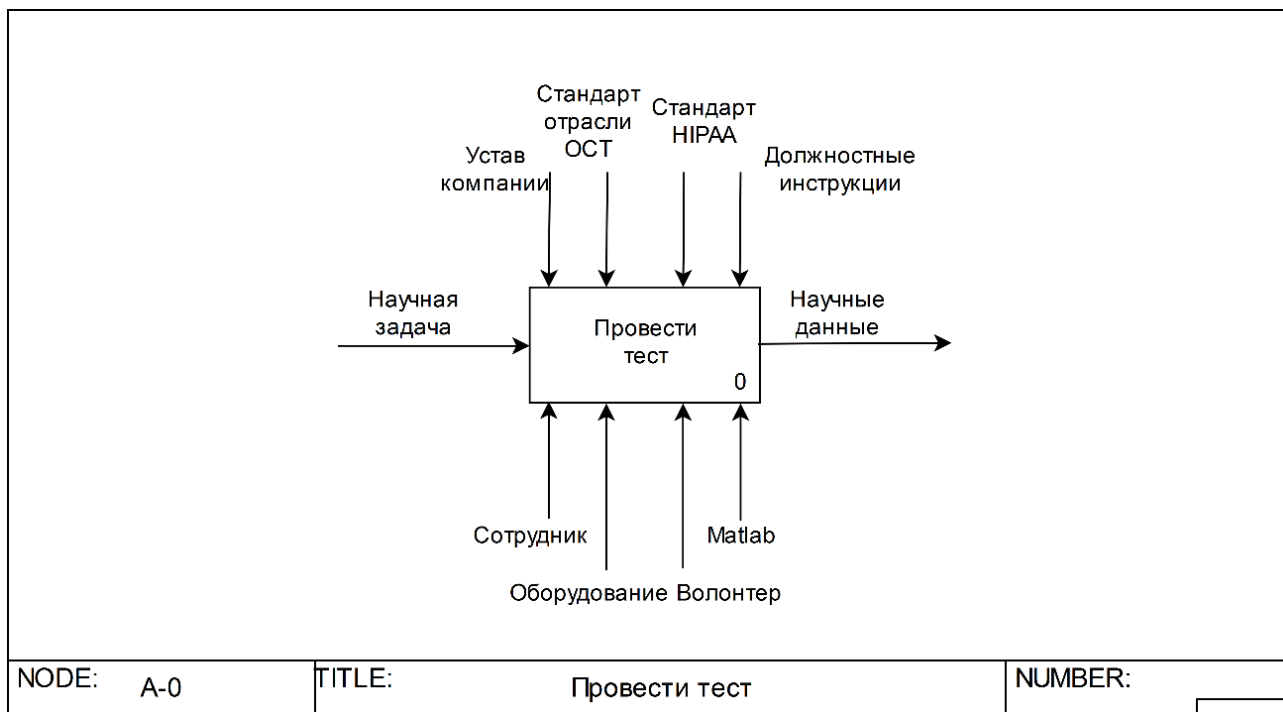 Стандарт
отрасли
ОСТ
Стандарт
HIPAA
Устав
компании
Должностные
инструкции
Научная
задача
Провести
тест
0
Научные
данные
Сотрудник
Matlab
Оборудование
Волонтер
NODE:
A-0
TITLE:
Провести тест
NUMBER: